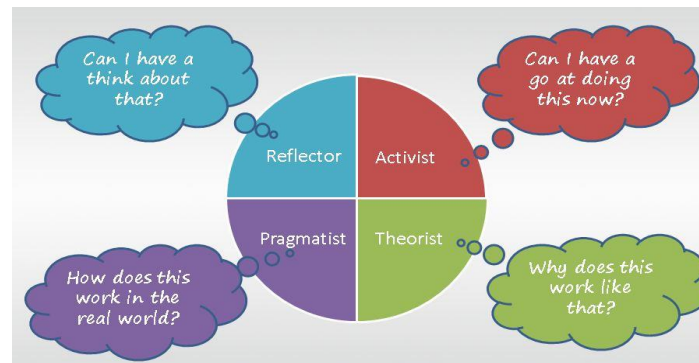 Can I have a
think about
that?
Can I have a
go at doing
this now?
Reflector
Activist
Pragmatist
Theorist
How does this
work in the
real world?
Why does this
work like
that?